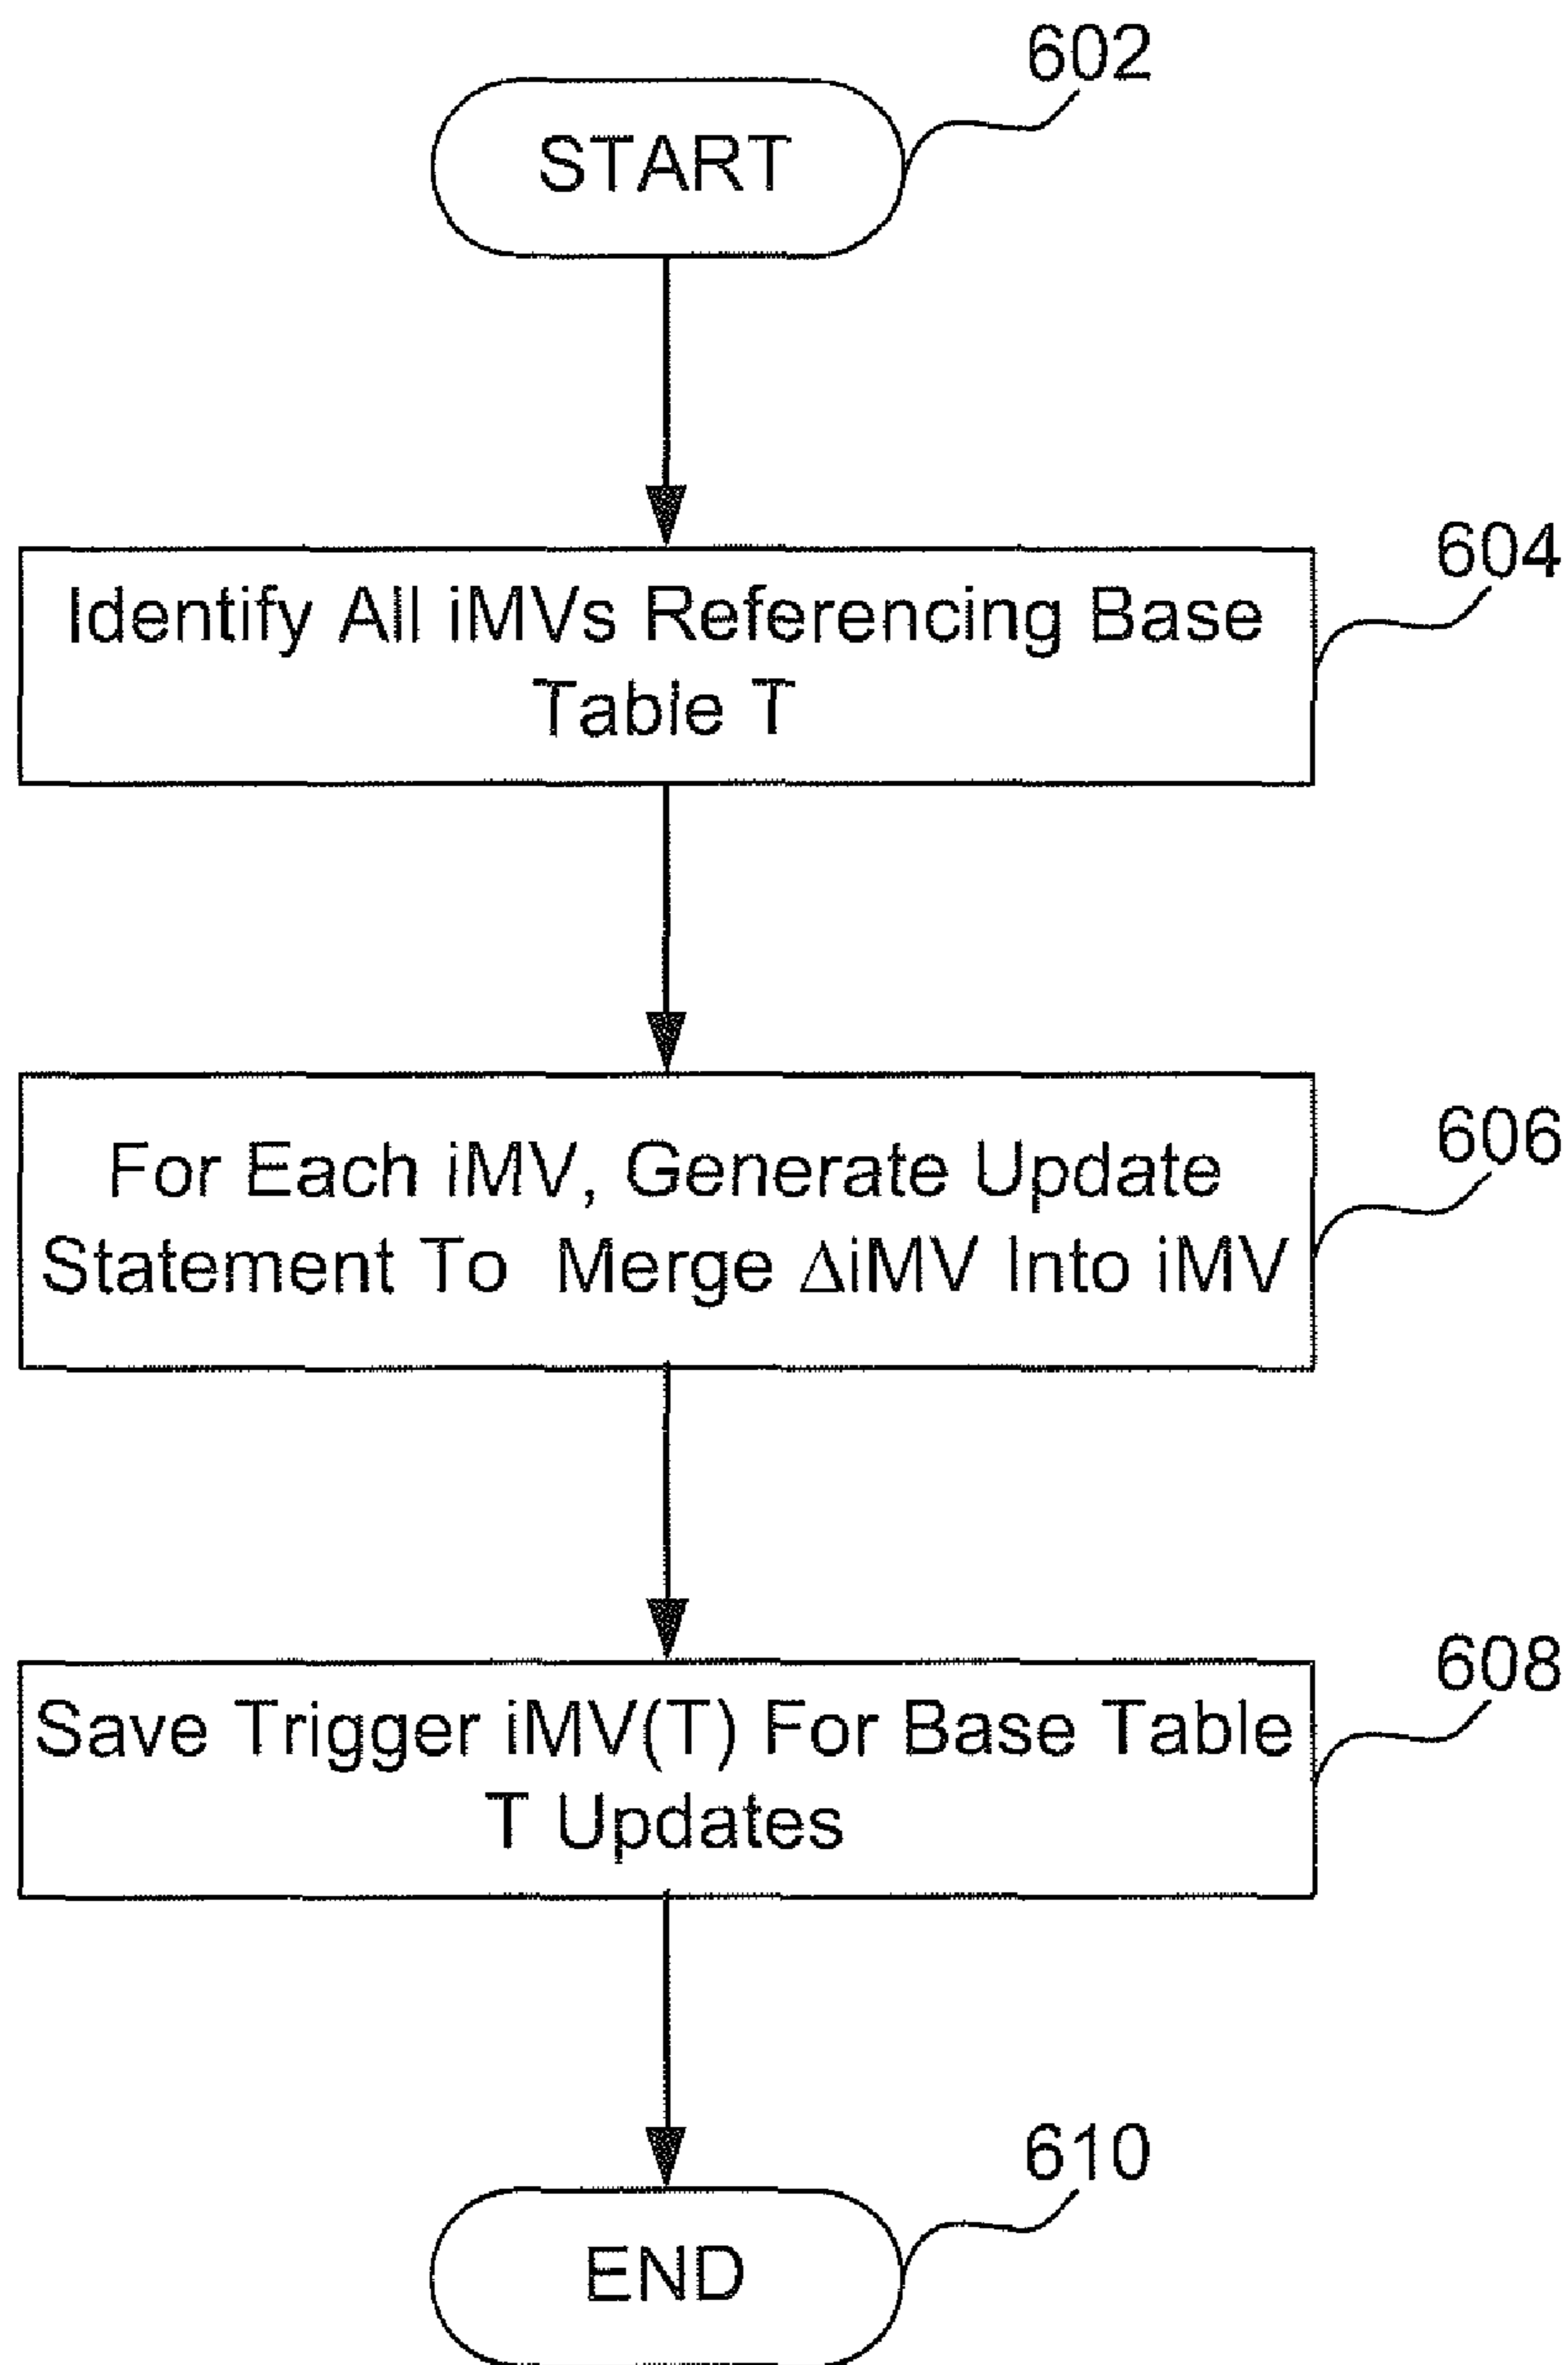 602
START
604
Identify All iMVs Referencing Base
Table T
606
For Each iMV, Generate Update
Statement To Merge ΔiMV Into iMV
608
Save Trigger iMV(T) For Base Table
T Updates
610
END